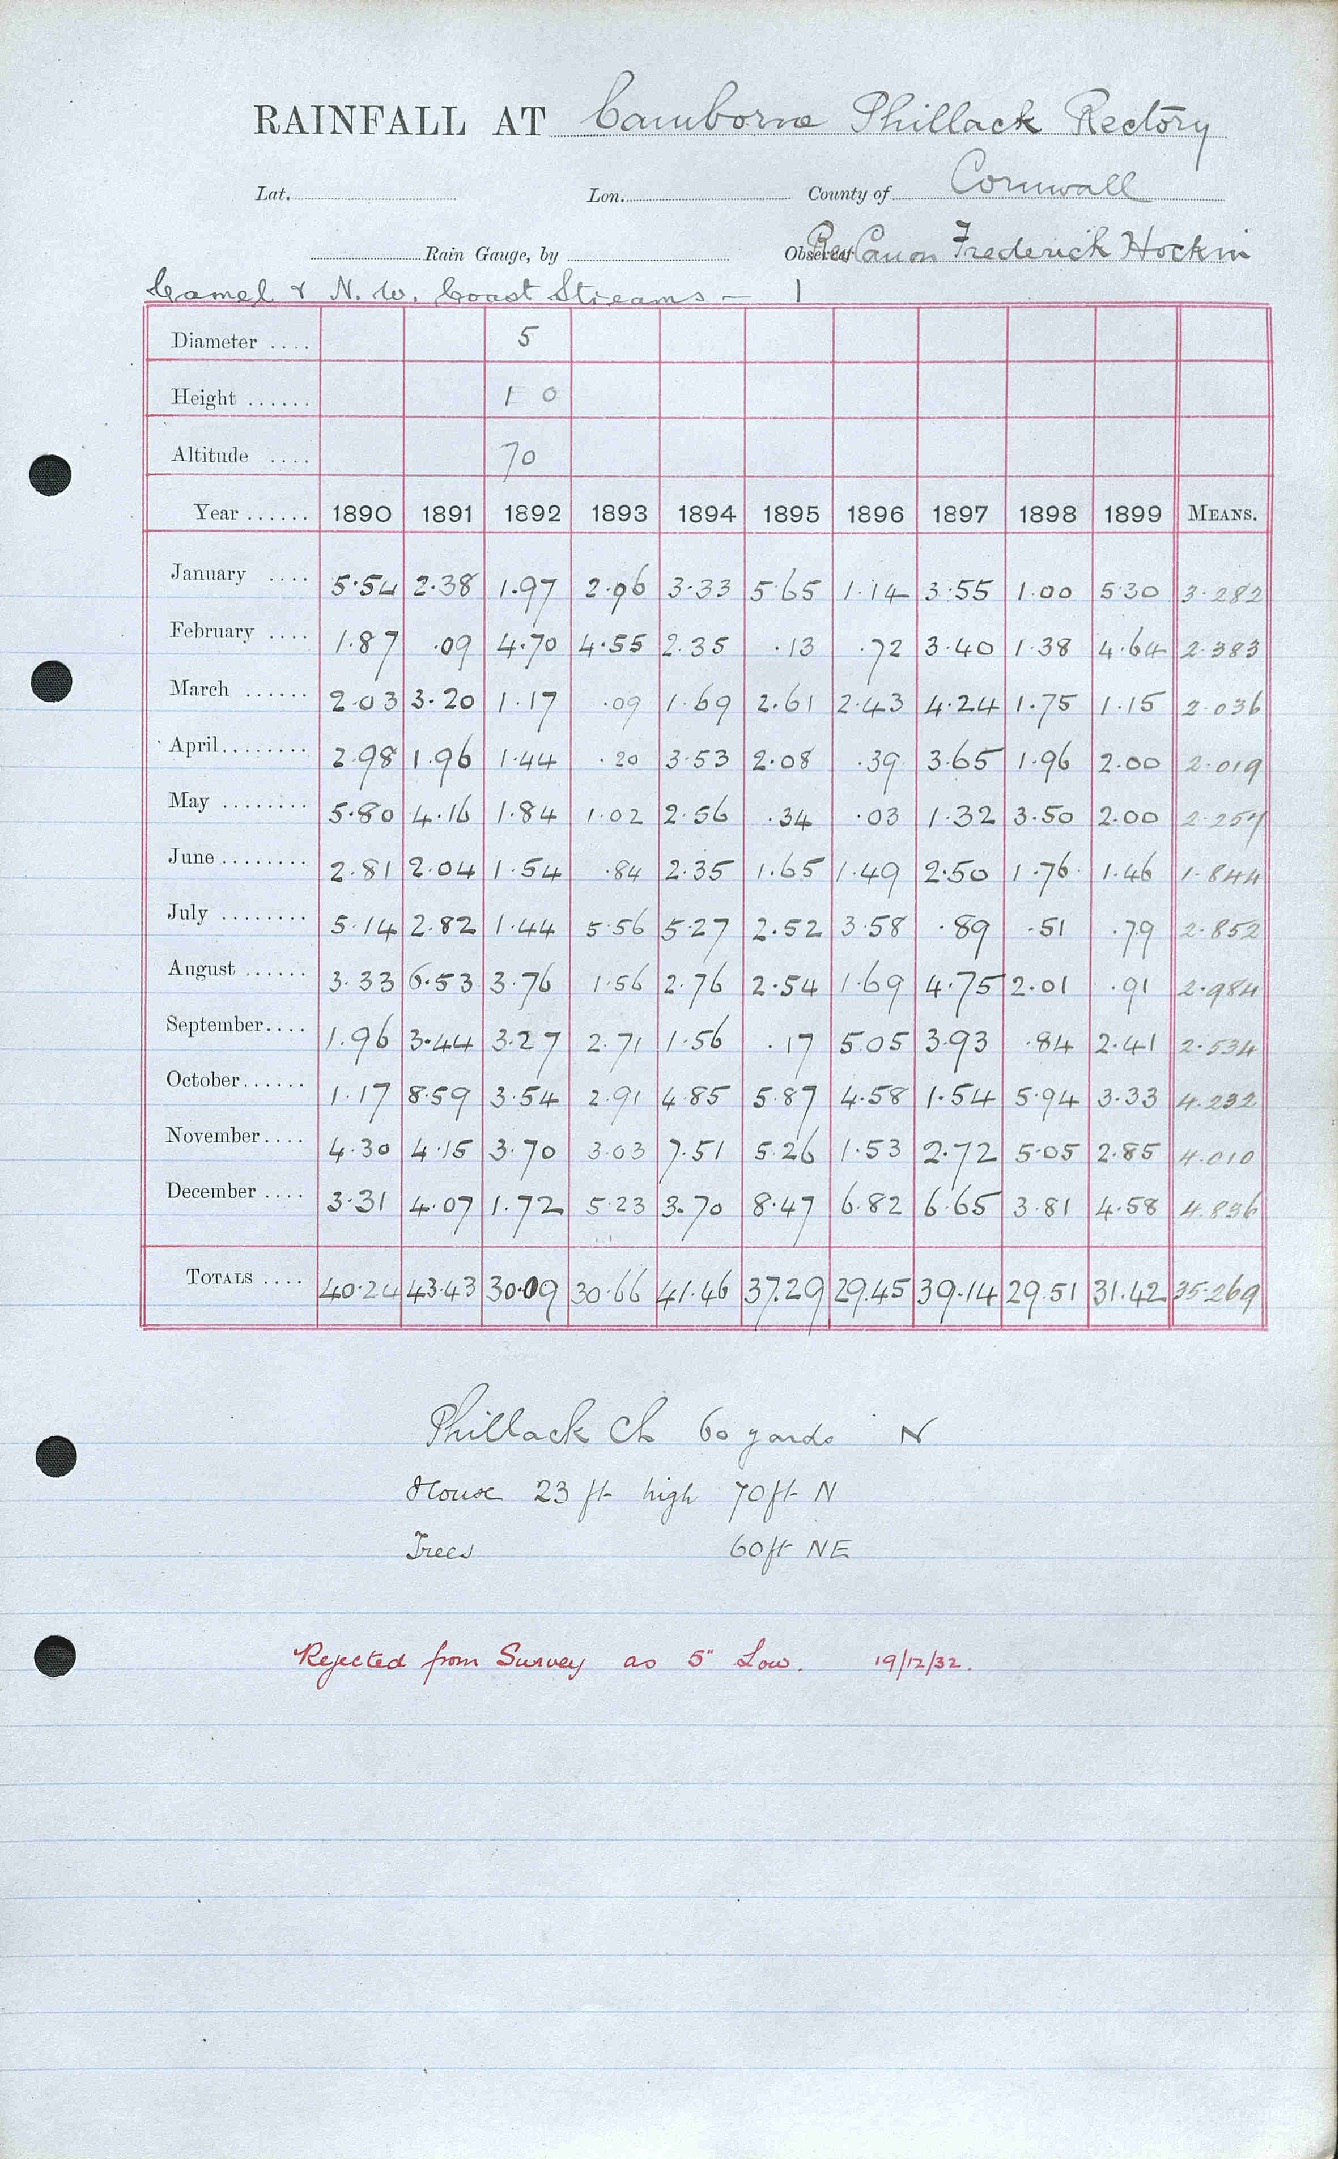 RAINFALL AT Camborne Phillack Rectory
Lat. Lon. County of Cornwall
Rain Gauge, by Observer Rev Canon Frederick Hockin
Camel & N. W. Coast Streams — 1
Diameter .... 5
Height ...... 1 0
Altitude .... 70
Year ...... 1890 1891 1892 1893 1894 1895 1896 1897 1898 1899 MEANS.
January .... 5.54 2.38 1.97 2.96 3.33 5.65 1.14 3.55 1.00 5.30 3.282
February .... 1.87 .09 4.70 4.55 2.35 .13 .72 3.40 1.38 4.64 2.383
March ...... 2.03 3.20 1.17 .09 1.69 2.61 2.43 4.24 1.75 1.15 2.036
April ........ 2.98 1.96 1.44 .20 3.53 2.08 .39 3.65 1.96 2.00 2.019
May ........ 5.80 4.16 1.84 1.02 2.56 .34 .03 1.32 3.50 2.00 2.257
June ........ 2.81 2.04 1.54 .84 2.35 1.65 1.49 2.50 1.76 1.46 1.844
July ........ 5.14 2.82 1.44 5.56 5.27 2.52 3.58 .89 .51 .79 2.852
August ...... 3.33 6.53 3.76 1.56 2.76 2.54 1.69 4.75 2.01 .91 2.984
September.... 1.96 3.44 3.27 2.71 1.56 .17 5.05 3.93 .84 2.41 2.534
October...... 1.17 8.59 3.54 2.91 4.85 5.87 4.58 1.54 5.94 3.33 4.232
November.... 4.30 4.15 3.70 3.03 7.51 5.26 1.53 2.72 5.05 2.85 4.010
December .... 3.31 4.07 1.72 5.23 3.70 8.47 6.82 6.65 3.81 4.58 4.836
TOTALS .... 40.24 43.43 30.09 30.66 41.46 37.29 29.45 39.14 29.51 31.42 35.269
Phillack Ch 60 yards N
House 23 ft high 70ft N
Trees 60ft NE
Rejected from Survey as 5" Low. 19/12/32.